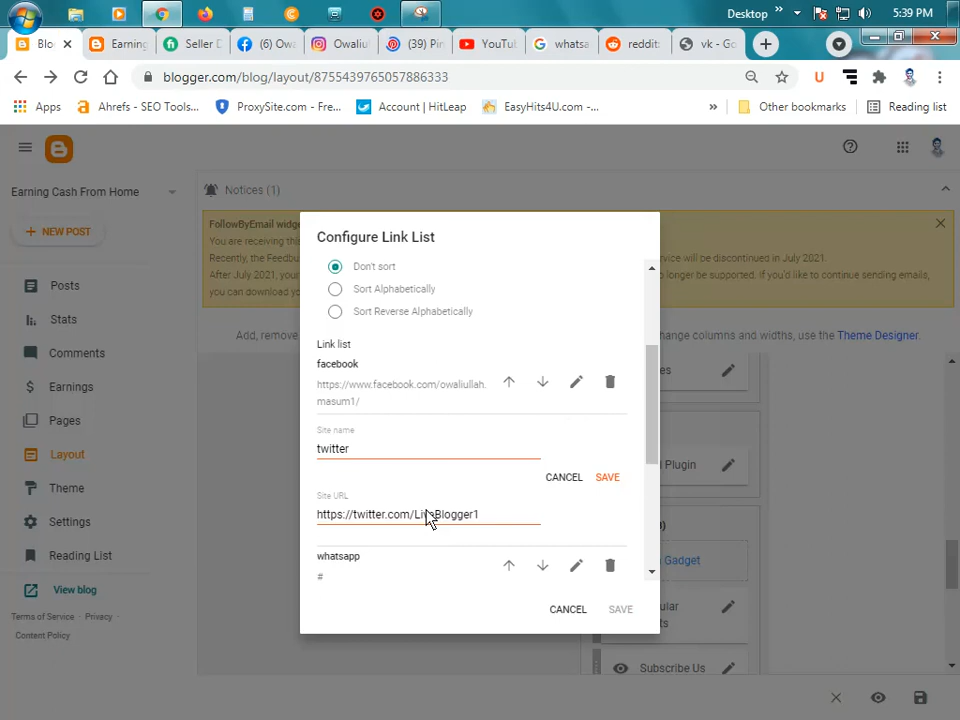 Desktop
»
5:39 PM
Blo
Earning
Seller D
(6) Owa
Owaliu
(39) Pin
YouTu
whatsa
reddit
vk - Go
blogger.com/blog/layout/8755439765057886333
Apps
Ahrefs - SEO Tools...
ProxySite.com - Fre...
Account | HitLeap
EasyHits4U.com -...
»
Other bookmarks
Reading list
Earning Cash From Home
Notices (1)
NEW POST
FollowByEmail widg
You are receiving thi
Recently, the Feedbu
rvice will be discontinued in July 2021.
After July 2021, your
o longer be supported. If you'd like to continue sending emails,
you can download yo
Add, remove,
hange columns and widths, use the Theme Designer.
Posts
Stats
Comments
Earnings
Pages
Layout
Theme
Settings
Reading List
View blog
Terms of Service · Privacy ·
Content Policy
Configure Link List
Don't sort
Sort Alphabetically
Sort Reverse Alphabetically
Link list
facebook
https://www.facebook.com/owaliullah.
masum1/
Site name
twitter
CANCEL SAVE
Site URL
https://twitter.com/LiveBlogger1
whatsapp
#
CANCEL SAVE
es
l Plugin
Gadget
ular
ts
Subscribe Us